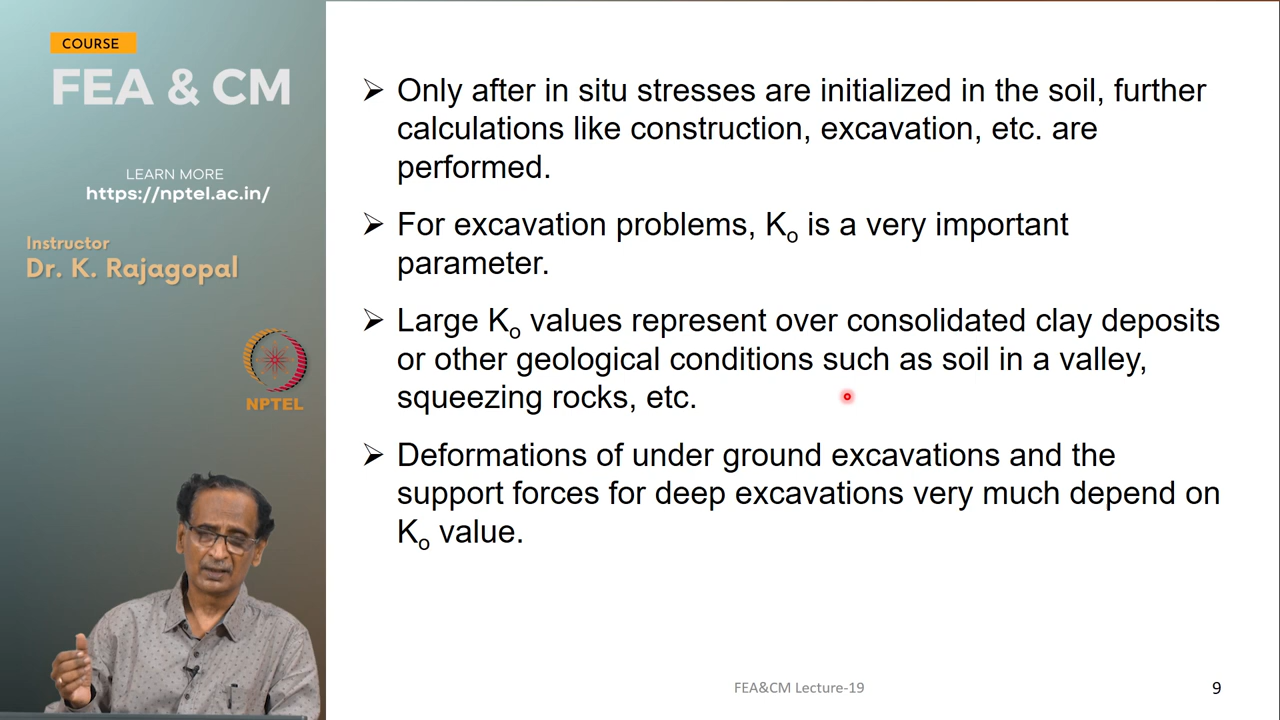 COURSE
FEA & CM
LEARN MORE
https://nptel.ac.in/
Instructor
Dr. K. Rajagopal
NPTEL
➢ Only after in situ stresses are initialized in the soil, further
calculations like construction, excavation, etc. are
performed.
➢ For excavation problems, Ko is a very important
parameter.
➢ Large Ko values represent over consolidated clay deposits
or other geological conditions such as soil in a valley,
squeezing rocks, etc.
➢ Deformations of under ground excavations and the
support forces for deep excavations very much depend on
Ko value.
FEA&CM Lecture-19
9